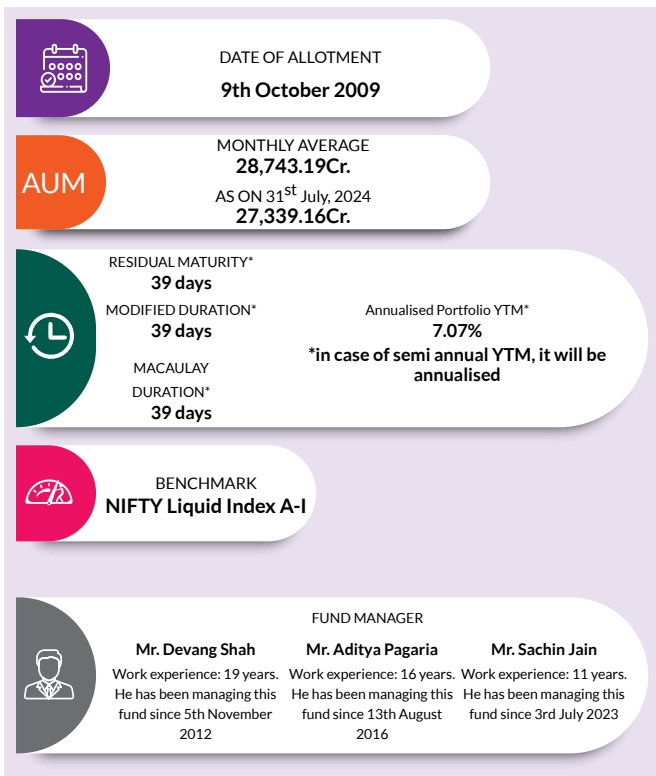 DATE OF ALLOTMENT
9th October 2009
AUM
MONTHLY AVERAGE
28,743.19Cr.
AS ON 31st July, 2024
27,339.16Cr.
RESIDUAL MATURITY*
39 days
MODIFIED DURATION*
39 days
MACAULAY
DURATION*
39 days
Annualised Portfolio YTM*
7.07%
*in case of semi annual YTM, it will be
annualised
BENCHMARK
NIFTY Liquid Index A-I
FUND MANAGER
Mr. Devang Shah
Work experience: 19 years.
He has been managing this
fund since 5th November
2012
Mr. Aditya Pagaria
Work experience: 16 years.
He has been managing this
fund since 13th August
2016
Mr. Sachin Jain
Work experience: 11 years.
He has been managing this
fund since 3rd July 2023